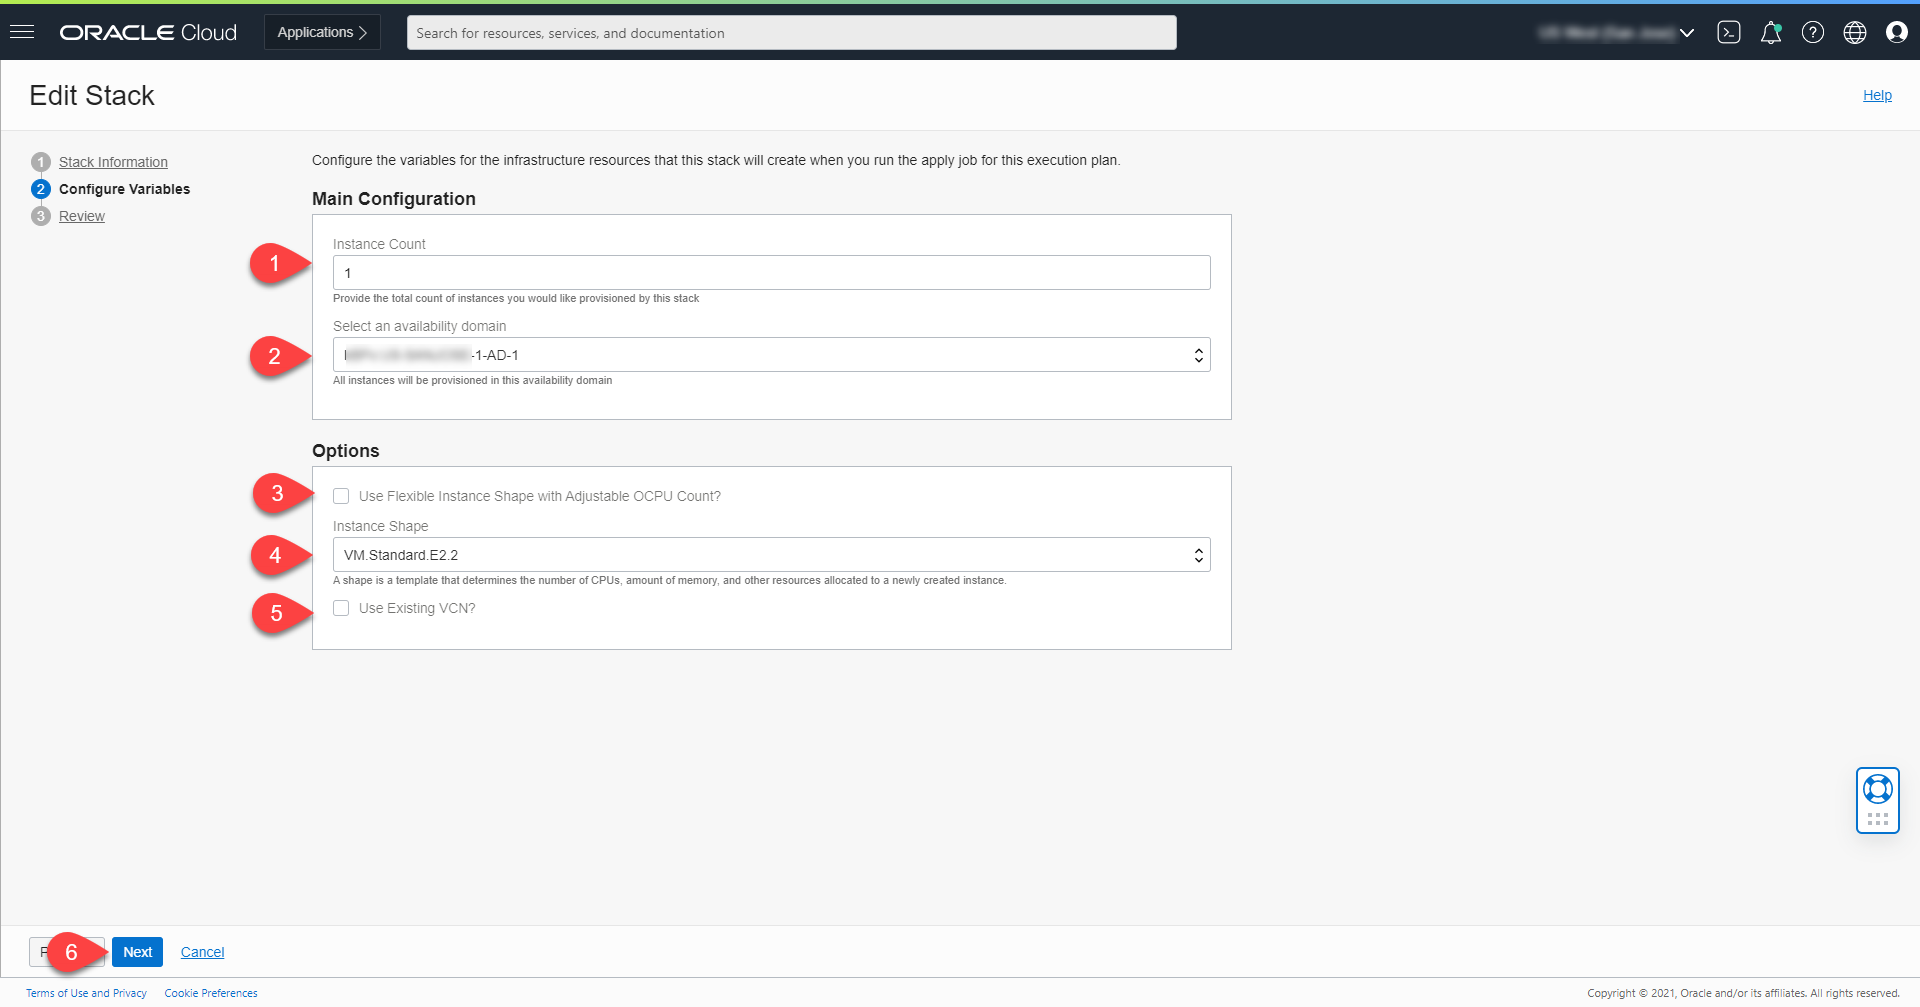 ORACLE Cloud
Applications
Search for resources, services, and documentation
Edit Stack
Help
1 Stack Information
2 Configure Variables
3 Review
Configure the variables for the infrastructure resources that this stack will create when you run the apply job for this execution plan.
Main Configuration
1
Instance Count
1
Provide the total count of instances you would like provisioned by this stack
2
Select an availability domain
-1-AD-1
All instances will be provisioned in this availability domain
Options
3
Use Flexible Instance Shape with Adjustable OCPU Count?
4
Instance Shape
VM.Standard.E2.2
A shape is a template that determines the number of CPUs, amount of memory, and other resources allocated to a newly created instance.
5
Use Existing VCN?
6
Next
Cancel
Terms of Use and Privacy
Cookie Preferences
Copyright © 2021, Oracle and/or its affiliates. All rights reserved.